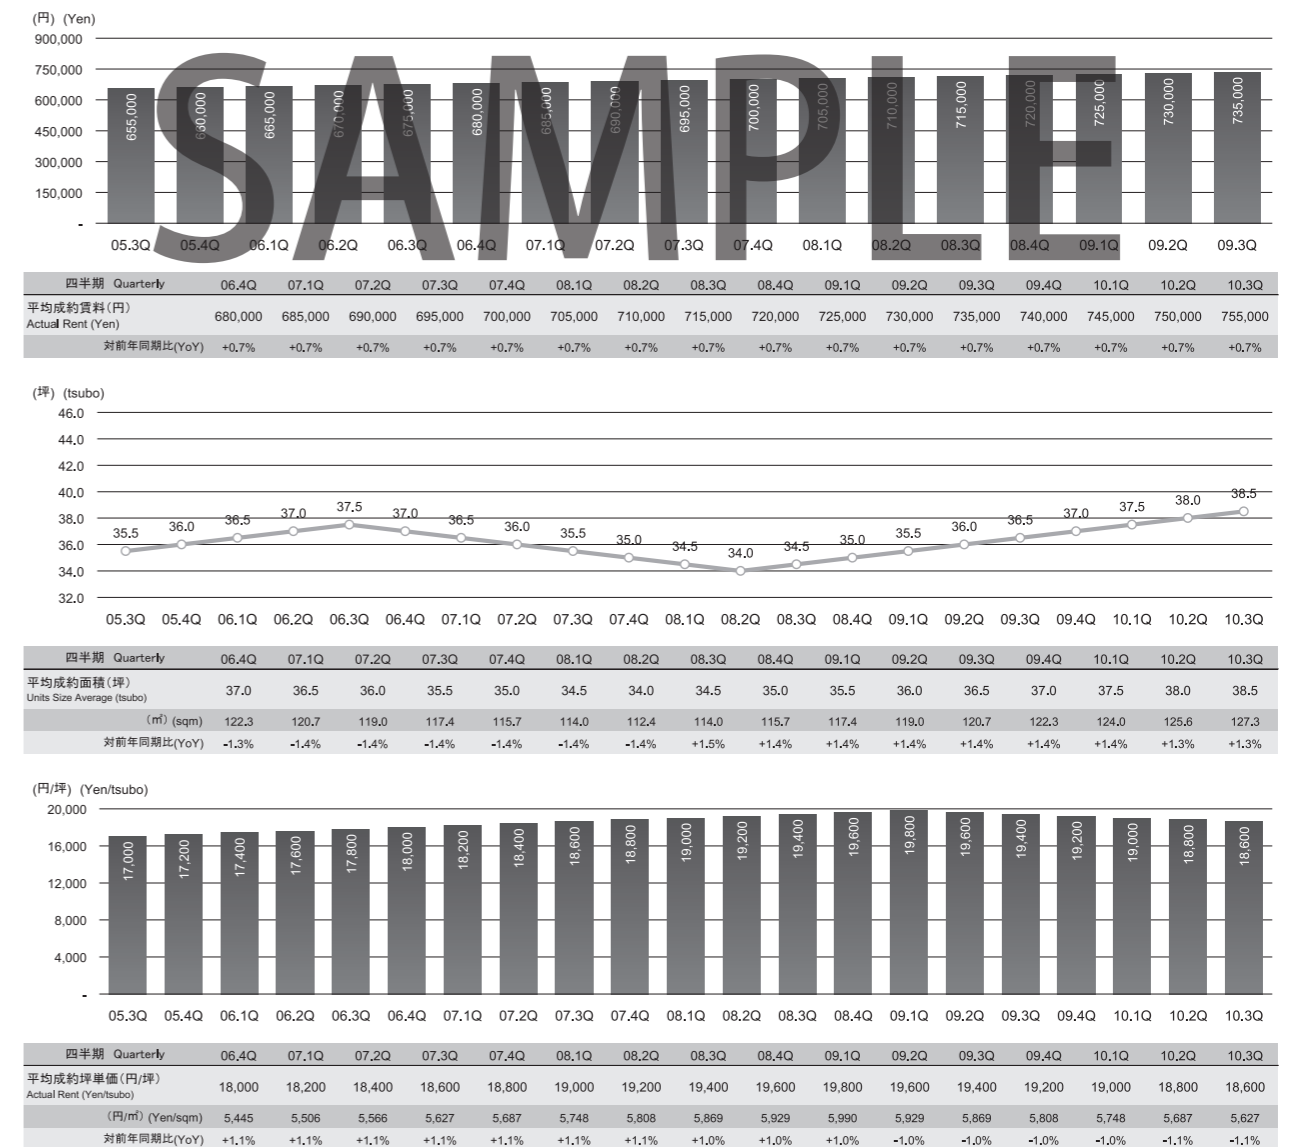 (円) (Yen)
900,000
750,000
600,000
450,000
300,000
150,000
-
655,000 660,000 665,000 670,000 675,000 680,000 685,000 690,000 695,000 700,000 705,000 710,000 715,000 720,000 725,000 730,000 735,000
SAMPLE
05.3Q 05.4Q 06.1Q 06.2Q 06.3Q 06.4Q 07.1Q 07.2Q 07.3Q 07.4Q 08.1Q 08.2Q 08.3Q 08.4Q 09.1Q 09.2Q 09.3Q
四半期 Quarterly 06.4Q 07.1Q 07.2Q 07.3Q 07.4Q 08.1Q 08.2Q 08.3Q 08.4Q 09.1Q 09.2Q 09.3Q 09.4Q 10.1Q 10.2Q 10.3Q
平均成約賃料(円)
Actual Rent (Yen) 680,000 685,000 690,000 695,000 700,000 705,000 710,000 715,000 720,000 725,000 730,000 735,000 740,000 745,000 750,000 755,000
対前年同期比(YoY) +0.7% +0.7% +0.7% +0.7% +0.7% +0.7% +0.7% +0.7% +0.7% +0.7% +0.7% +0.7% +0.7% +0.7% +0.7% +0.7%
(坪) (tsubo)
46.0
44.0
42.0
40.0
38.0
36.0
34.0
32.0
35.5 36.0 36.5 37.0 37.5 37.0 36.5 36.0 35.5 35.0 34.5 34.0 34.5 35.0 35.5 36.0 36.5 37.0 37.5 38.0 38.5
05.3Q 05.4Q 06.1Q 06.2Q 06.3Q 06.4Q 07.1Q 07.2Q 07.3Q 07.4Q 08.1Q 08.2Q 08.3Q 08.4Q 09.1Q 09.2Q 09.3Q 09.4Q 10.1Q 10.2Q 10.3Q
四半期 Quarterly 06.4Q 07.1Q 07.2Q 07.3Q 07.4Q 08.1Q 08.2Q 08.3Q 08.4Q 09.1Q 09.2Q 09.3Q 09.4Q 10.1Q 10.2Q 10.3Q
平均成約面積(坪)
Units Size Average (tsubo) 37.0 36.5 36.0 35.5 35.0 34.5 34.0 34.5 35.0 35.5 36.0 36.5 37.0 37.5 38.0 38.5
(㎡) (sqm) 122.3 120.7 119.0 117.4 115.7 114.0 112.4 114.0 115.7 117.4 119.0 120.7 122.3 124.0 125.6 127.3
対前年同期比(YoY) -1.3% -1.4% -1.4% -1.4% -1.4% -1.4% -1.4% +1.5% +1.4% +1.4% +1.4% +1.4% +1.4% +1.4% +1.3% +1.3%
(円/坪) (Yen/tsubo)
20,000
16,000
12,000
8,000
4,000
-
17,000 17,200 17,400 17,600 17,800 18,000 18,200 18,400 18,600 18,800 19,000 19,200 19,400 19,600 19,800 19,600 19,400 19,200 19,000 18,800 18,600
05.3Q 05.4Q 06.1Q 06.2Q 06.3Q 06.4Q 07.1Q 07.2Q 07.3Q 07.4Q 08.1Q 08.2Q 08.3Q 08.4Q 09.1Q 09.2Q 09.3Q 09.4Q 10.1Q 10.2Q 10.3Q
四半期 Quarterly 06.4Q 07.1Q 07.2Q 07.3Q 07.4Q 08.1Q 08.2Q 08.3Q 08.4Q 09.1Q 09.2Q 09.3Q 09.4Q 10.1Q 10.2Q 10.3Q
平均成約坪単価(円/坪)
Actual Rent (Yen/tsubo) 18,000 18,200 18,400 18,600 18,800 19,000 19,200 19,400 19,600 19,800 19,600 19,400 19,200 19,000 18,800 18,600
(円/㎡) (Yen/sqm) 5,445 5,506 5,566 5,627 5,687 5,748 5,808 5,869 5,929 5,990 5,929 5,869 5,808 5,748 5,687 5,627
対前年同期比(YoY) +1.1% +1.1% +1.1% +1.1% +1.1% +1.1% +1.1% +1.0% +1.0% +1.0% -1.0% -1.0% -1.0% -1.0% -1.1% -1.1%